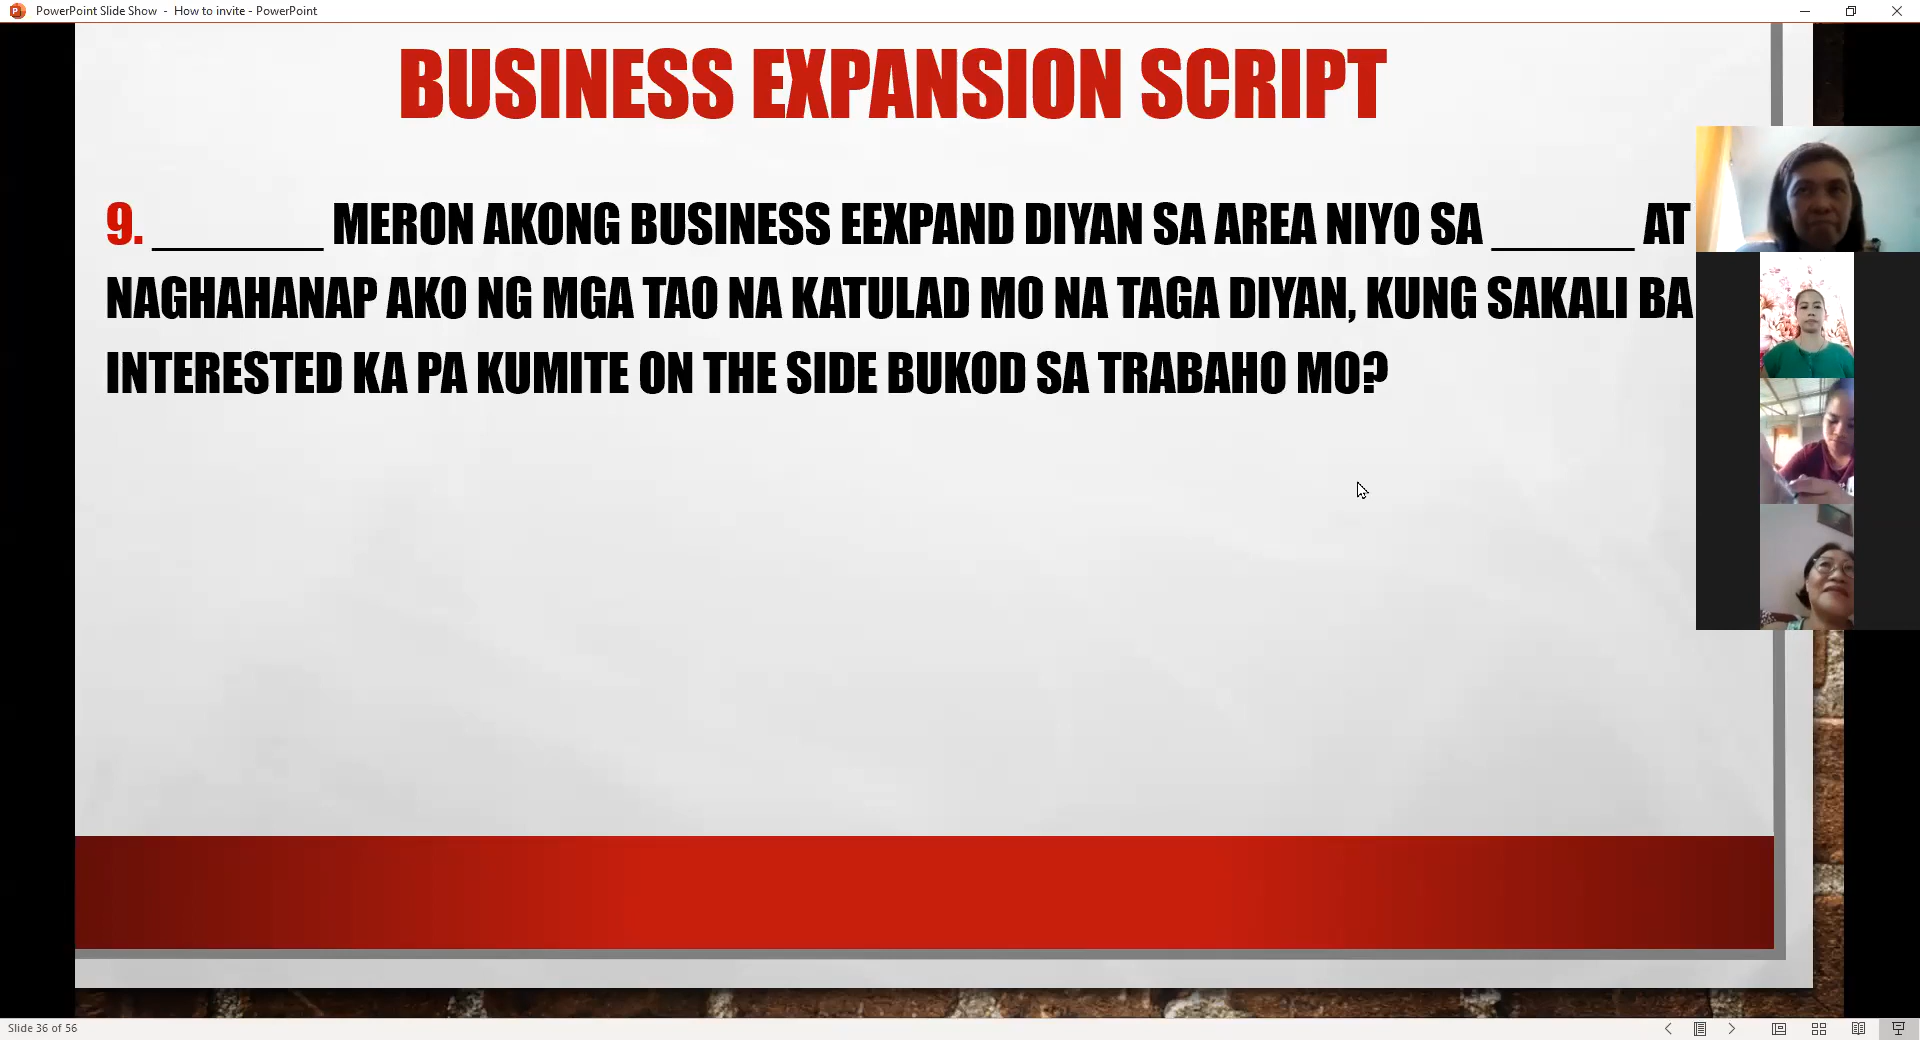 PowerPoint Slide Show - How to invite - PowerPoint
BUSINESS EXPANSION SCRIPT
9. ______ MERON AKONG BUSINESS EEXPAND DIYAN SA AREA NIYO SA _____ AT
NAGHAHANAP AKO NG MGA TAO NA KATULAD MO NA TAGA DIYAN, KUNG SAKALI BA
INTERESTED KA PA KUMITE ON THE SIDE BUKOD SA TRABAHO MO?
Slide 36 of 56